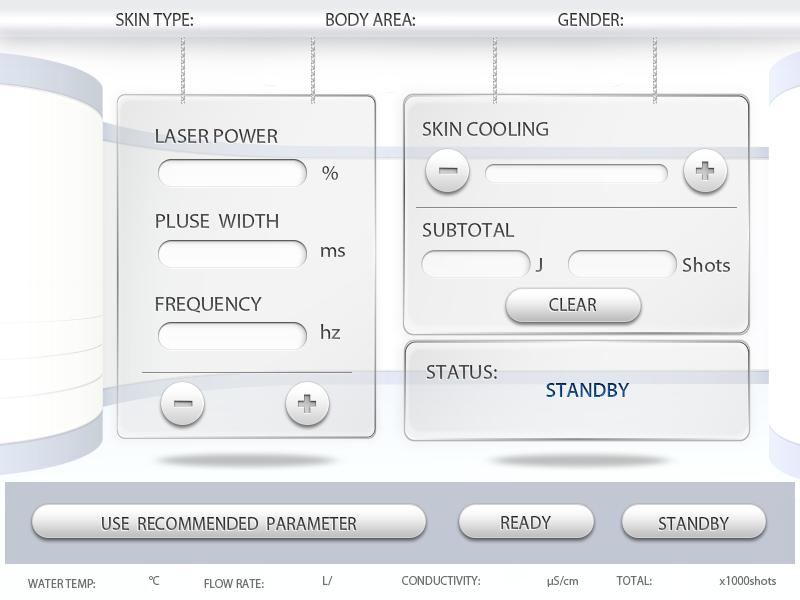 SKIN TYPE: BODY AREA: GENDER:
LASER POWER
%
PLUSE WIDTH
ms
FREQUENCY
hz
SKIN COOLING
SUBTOTAL
J Shots
CLEAR
STATUS:
STANDBY
USE RECOMMENDED PARAMETER READY STANDBY
WATER TEMP: °C FLOW RATE: L/ CONDUCTIVITY: µS/cm TOTAL: x1000shots